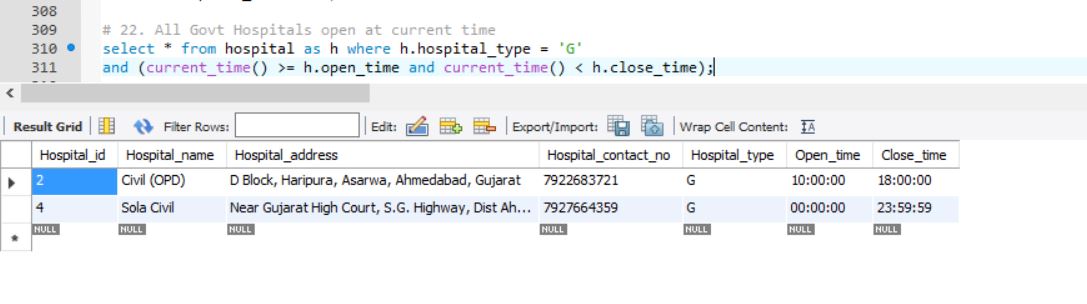 308
309 # 22. All Govt Hospitals open at current time
310 select * from hospital as h where h.hospital_type = 'G'
311 and (current_time() >= h.open_time and current_time() < h.close_time);
Result Grid Filter Rows: Edit: Export/Import: Wrap Cell Content: IA
Hospital_id Hospital_name Hospital_address Hospital_contact_no Hospital_type Open_time Close_time
2 Civil (OPD) D Block, Haripura, Asarwa, Ahmedabad, Gujarat 7922683721 G 10:00:00 18:00:00
4 Sola Civil Near Gujarat High Court, S.G. Highway, Dist Ah... 7927664359 G 00:00:00 23:59:59
NULL NULL NULL NULL NULL NULL NULL